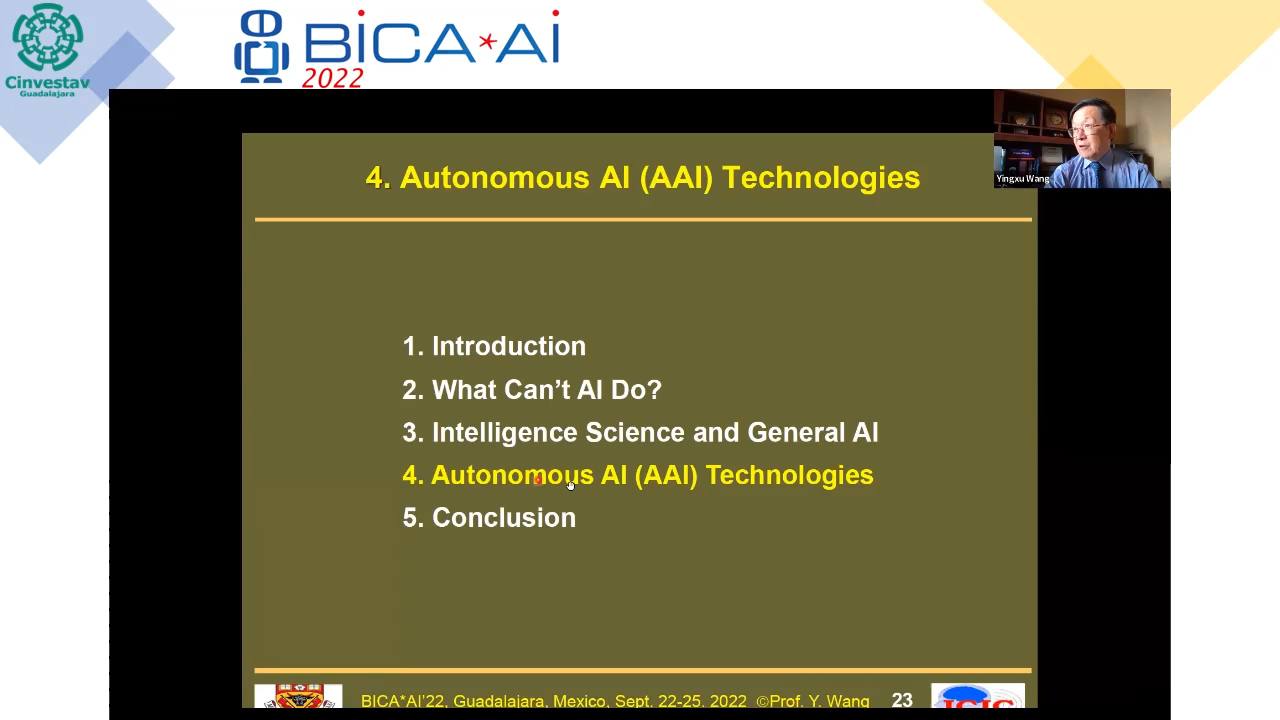 Cinvestav
Guadalajara
BiCA*Ai
2022
Yingxu Wang
4. Autonomous AI (AAI) Technologies
1. Introduction
2. What Can't AI Do?
3. Intelligence Science and General AI
4. Autonomous AI (AAI) Technologies
5. Conclusion
BICA*AI'22, Guadalajara, Mexico, Sept. 22-25, 2022 ©Prof. Y. Wang 23